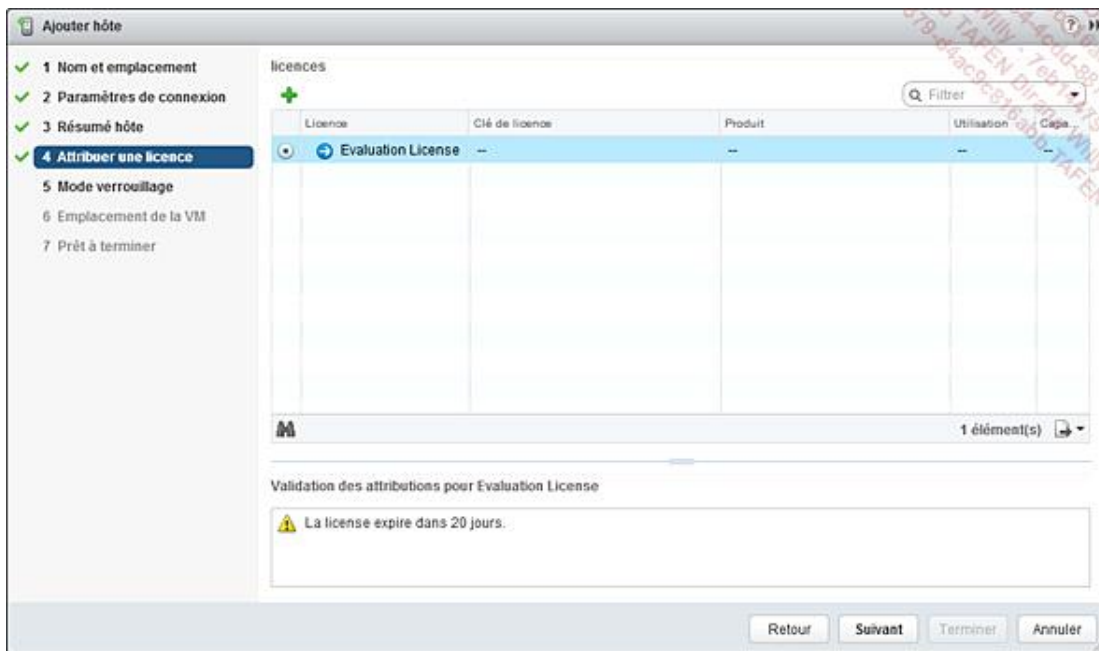 Ajouter hôte
1 Nom et emplacement
2 Paramètres de connexion
3 Résumé hôte
4 Attribuer une licence
5 Mode verrouillage
6 Emplacement de la VM
7 Prêt à terminer
licences
Filtrer
Licence Clé de licence Produit Utilisation Capa...
Evaluation License -- -- -- --
1 élément(s)
Validation des attributions pour Evaluation License
La license expire dans 20 jours.
Retour Suivant Terminer Annuler